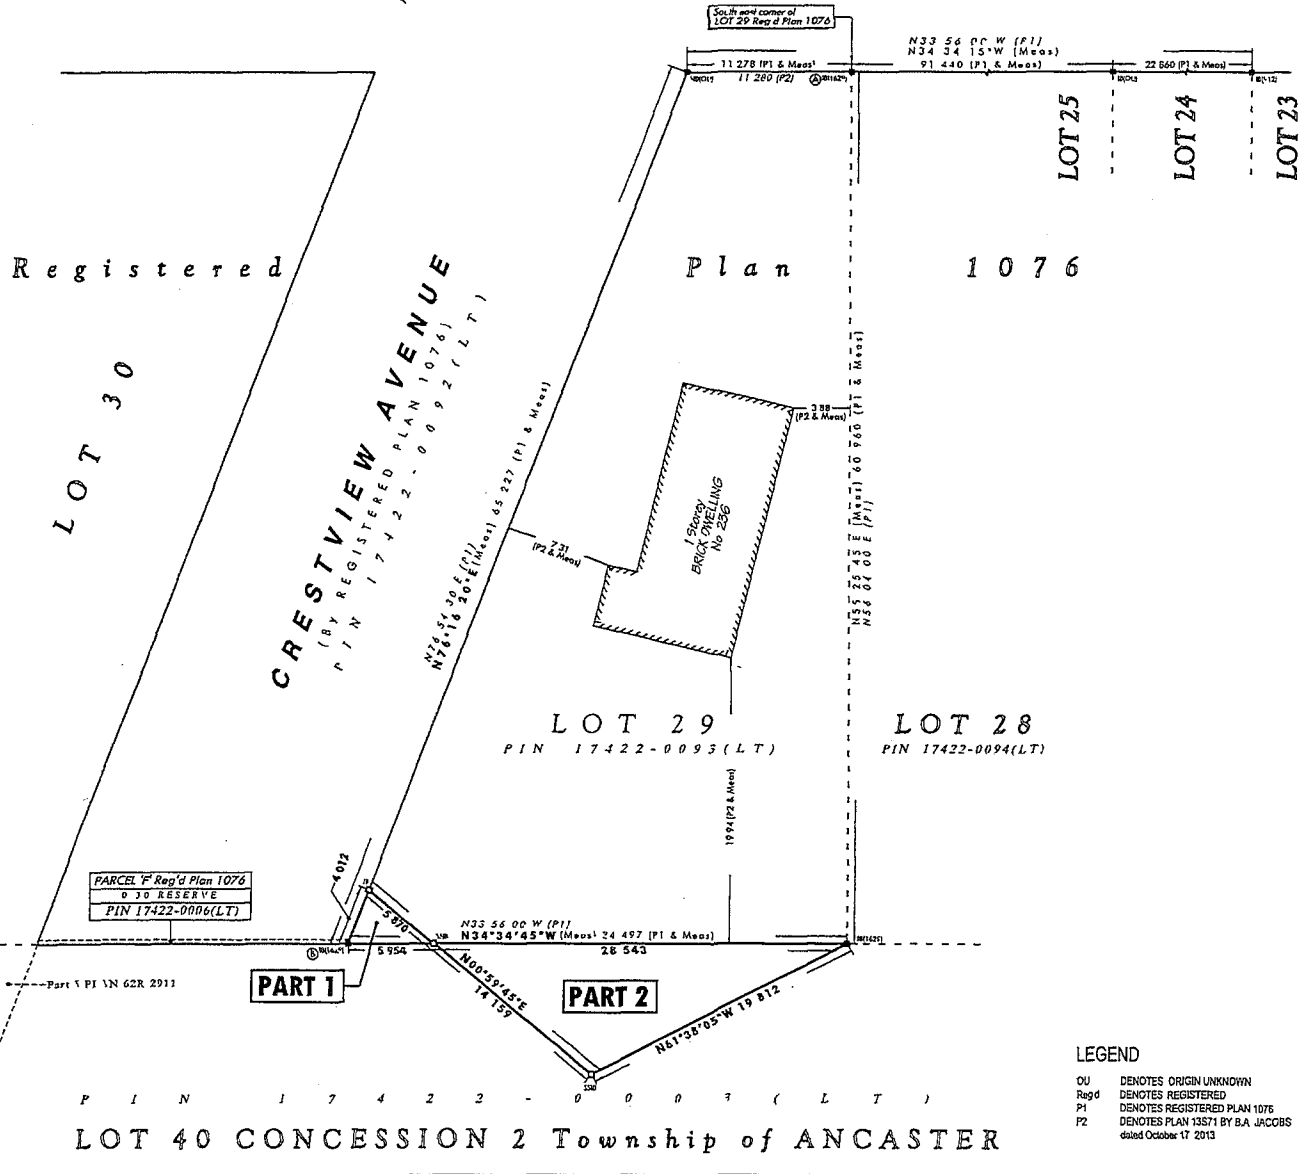 South east corner of
LOT 29 Reg'd Plan 1076
N33 56 00 W (P1)
N34 34 15"W (Meas)
11 278 (P1 & Meas)
91 440 (P1 & Meas)
22 860 (P1 & Meas)
11 280 (P2)
A
LOT 25
LOT 24
LOT 23
Registered
Plan
1076
LOT 30
CRESTVIEW AVENUE
(BY REGISTERED PLAN 1076)
PIN 17422-0092 (LT)
N76 54 30 E (P1)
N76°16 20"E(Meas) 65 227 (P1 & Meas)
3 88
(P2 & Meas)
N55 25 45 E (Meas) 60 960 (P1 & Meas)
N56 04 00 E (P1)
1 Storey
BRICK DWELLING
No 236
7 31
(P2 & Meas)
LOT 29
PIN 17422-0093(LT)
LOT 28
PIN 17422-0094(LT)
19 94 (P2 & Meas)
4 012
PARCEL 'F' Reg'd Plan 1076
0 30 RESERVE
PIN 17422-0006(LT)
5 870
N33 56 00 W (P1)
N34°34'45"W (Meas) 34 497 (P1 & Meas)
B
5 954
28 543
PART 1
PART 2
N00°59'45"E
14 159
N61°38'05"W 19 812
62R 2911
SSIB
PIN 17422-0003(LT)
LOT 40 CONCESSION 2 Township of ANCASTER
LEGEND
OU DENOTES ORIGIN UNKNOWN
Reg'd DENOTES REGISTERED
P1 DENOTES REGISTERED PLAN 1076
P2 DENOTES PLAN 13571 BY B.A. JACOBS
dated October 17 2013